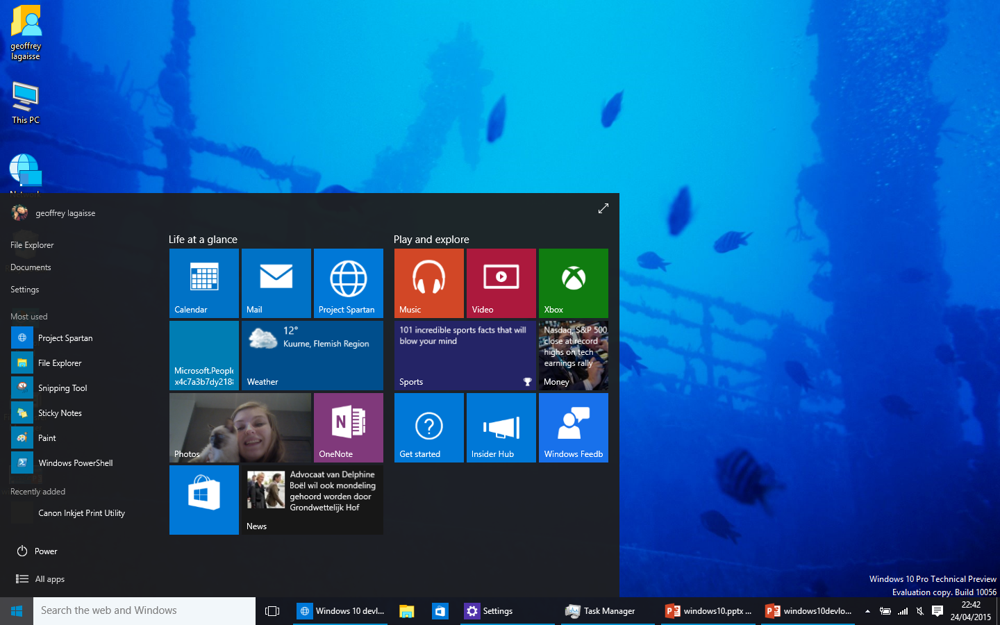 geoffrey
lagaisse
This PC
Network
geoffrey lagaisse
File Explorer
Documents
Settings
Most used
Project Spartan
File Explorer
Snipping Tool
Sticky Notes
Paint
Windows PowerShell
Recently added
Canon Inkjet Print Utility
Power
All apps
Life at a glance
Calendar
Mail
Project Spartan
Microsoft.People
x4c7a3b7dy218
12°
Kuurne, Flemish Region
Weather
Photos
OneNote
Advocaat van Delphine
Boël wil ook mondeling
gehoord worden door
Grondwettelijk Hof
News
Play and explore
Music
Video
Xbox
101 incredible sports facts that will
blow your mind
Sports
Nasdaq, S&P 500
close at record
highs on tech
earnings rally
Money
Get started
Insider Hub
Windows Feedb
Windows 10 Pro Technical Preview
Evaluation copy. Build 10056
Search the web and Windows
Windows 10 devl...
Settings
Task Manager
windows10.pptx ...
windows10devlo...
22:42
24/04/2015